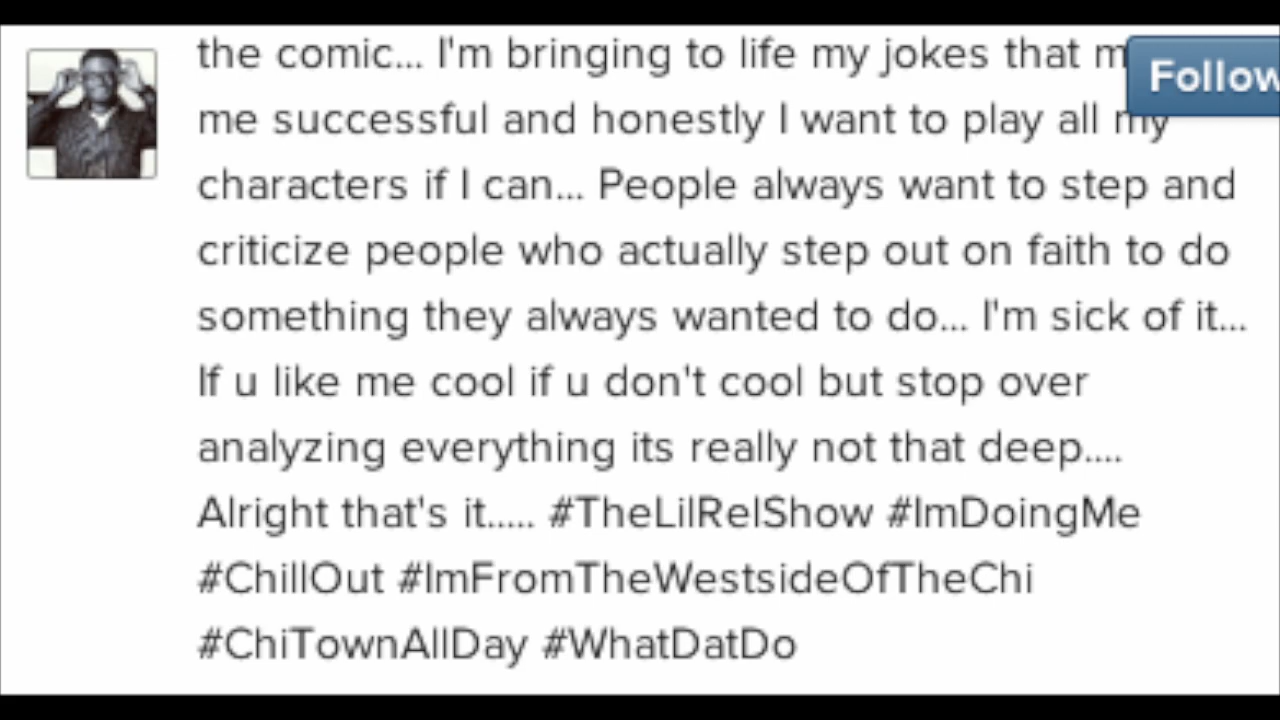 the comic... I'm bringing to life my jokes that
Follow
me successful and honestly I want to play all my
characters if I can... People always want to step and
criticize people who actually step out on faith to do
something they always wanted to do... I'm sick of it...
If u like me cool if u don't cool but stop over
analyzing everything its really not that deep....
Alright that's it..... #TheLilRelShow #ImDoingMe
#ChillOut #ImFromTheWestsideOfTheChi
#ChiTownAllDay #WhatDatDo